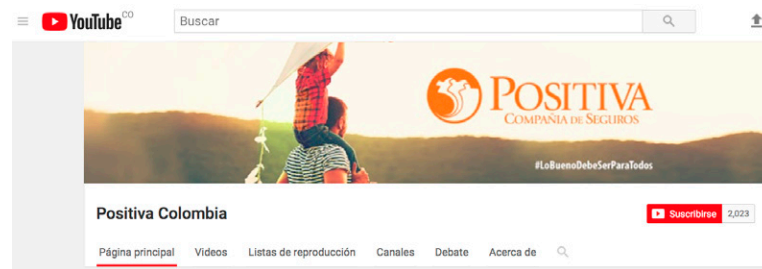 YouTube CO
Buscar
POSITIVA
COMPAÑIA DE SEGUROS
#LoBuenoDebeSerParaTodos
Positiva Colombia
Suscribirse 2,023
Página principal Videos Listas de reproducción Canales Debate Acerca de